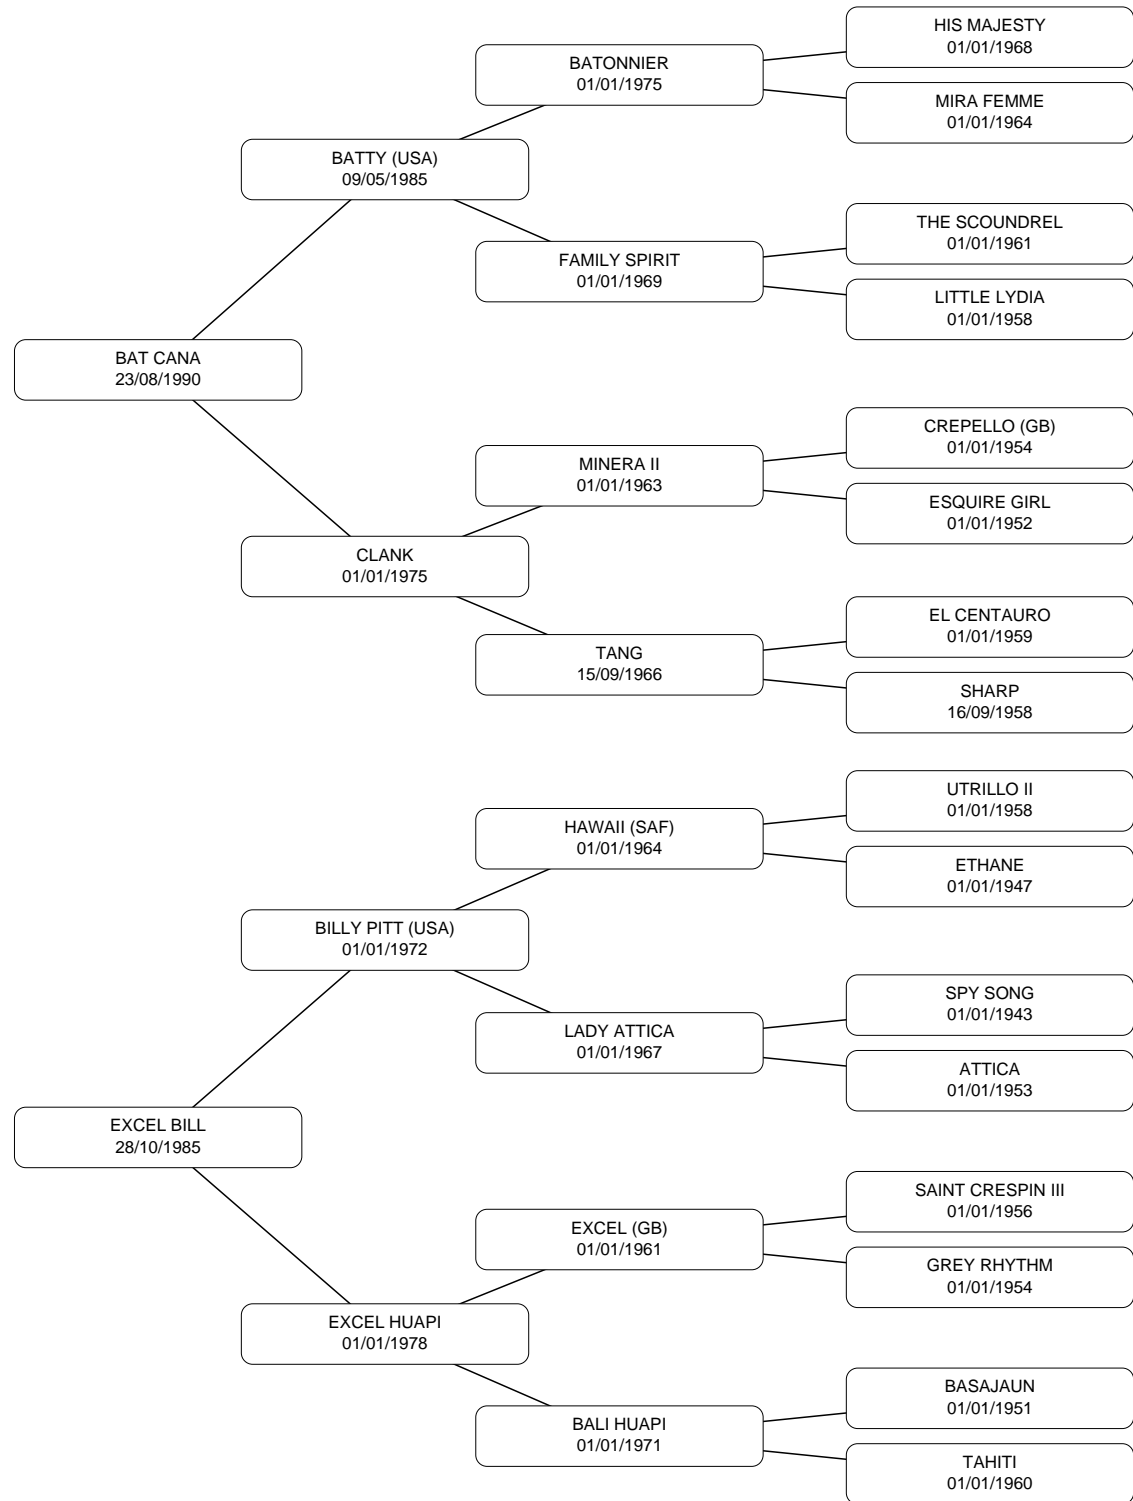 HIS MAJESTY
01/01/1968
BATONNIER
01/01/1975
MIRA FEMME
01/01/1964
BATTY (USA)
09/05/1985
THE SCOUNDREL
01/01/1961
FAMILY SPIRIT
01/01/1969
LITTLE LYDIA
01/01/1958
BAT CANA
23/08/1990
CREPELLO (GB)
01/01/1954
MINERA II
01/01/1963
ESQUIRE GIRL
01/01/1952
CLANK
01/01/1975
EL CENTAURO
01/01/1959
TANG
15/09/1966
SHARP
16/09/1958
UTRILLO II
01/01/1958
HAWAII (SAF)
01/01/1964
ETHANE
01/01/1947
BILLY PITT (USA)
01/01/1972
SPY SONG
01/01/1943
LADY ATTICA
01/01/1967
ATTICA
01/01/1953
EXCEL BILL
28/10/1985
SAINT CRESPIN III
01/01/1956
EXCEL (GB)
01/01/1961
GREY RHYTHM
01/01/1954
EXCEL HUAPI
01/01/1978
BASAJAUN
01/01/1951
BALI HUAPI
01/01/1971
TAHITI
01/01/1960